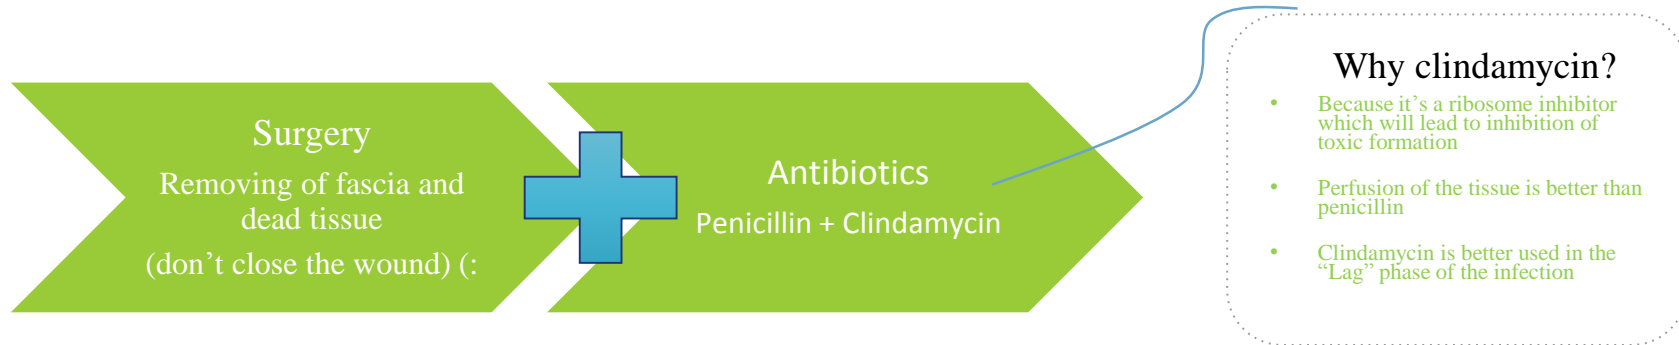 Surgery
Removing of fascia and
dead tissue
(don’t close the wound) (:
Antibiotics
Penicillin + Clindamycin
Why clindamycin?
• Because it’s a ribosome inhibitor
which will lead to inhibition of
toxic formation
• Perfusion of the tissue is better than
penicillin
• Clindamycin is better used in the
“Lag” phase of the infection